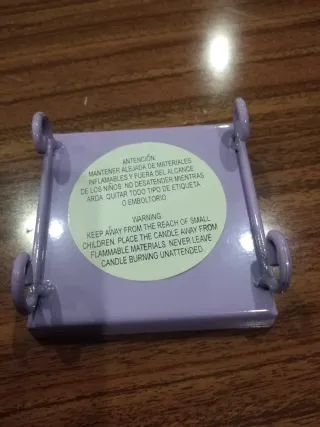 ANTENCIÓN
MANTENER ALEJADA DE MATERIALES
INFLAMABLES Y FUERA DEL ALCANCE
DE LOS NIÑOS. NO DESATENDER MIENTRAS
ARDA. QUITAR TODO TIPO DE ETIQUETA
O EMBOLTORIO
WARNING
KEEP AWAY FROM THE REACH OF SMALL
CHILDREN. PLACE THE CANDLE AWAY FROM
FLAMMABLE MATERIALS. NEVER LEAVE
CANDLE BURNING UNATTENDED.